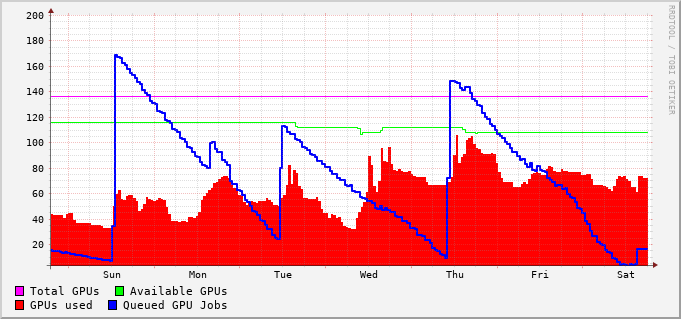 200
180
160
140
120
100
80
60
40
20
Sun Mon Tue Wed Thu Fri Sat
Total GPUs Available GPUs
GPUs used Queued GPU Jobs
RRDTOOL / TOBI OETIKER